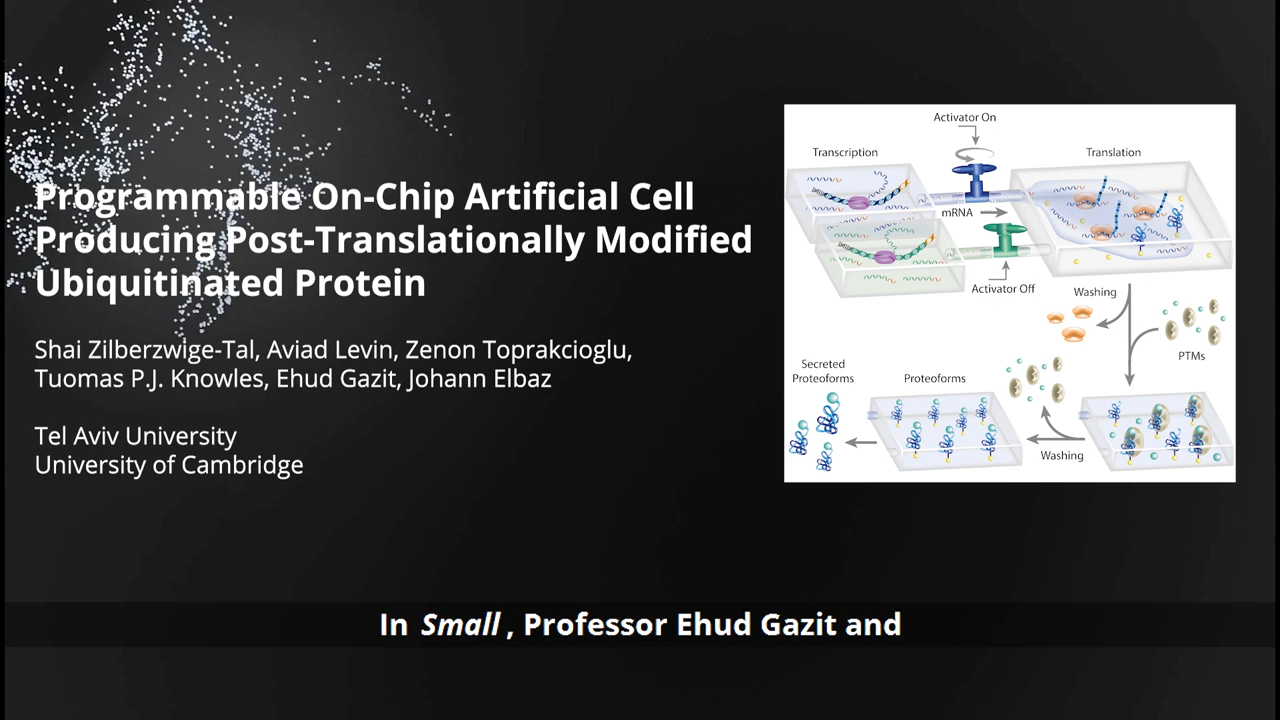 Programmable On-Chip Artificial Cell
Producing Post-Translationally Modified
Ubiquitinated Protein
Shai Zilberzwige-Tal, Aviad Levin, Zenon Toprakcioglu,
Tuomas P.J. Knowles, Ehud Gazit, Johann Elbaz
Tel Aviv University
University of Cambridge
Activator On
Transcription
Translation
mRNA
Activator Off
Washing
PTMs
Secreted
Proteoforms
Proteoforms
Washing
In Small , Professor Ehud Gazit and